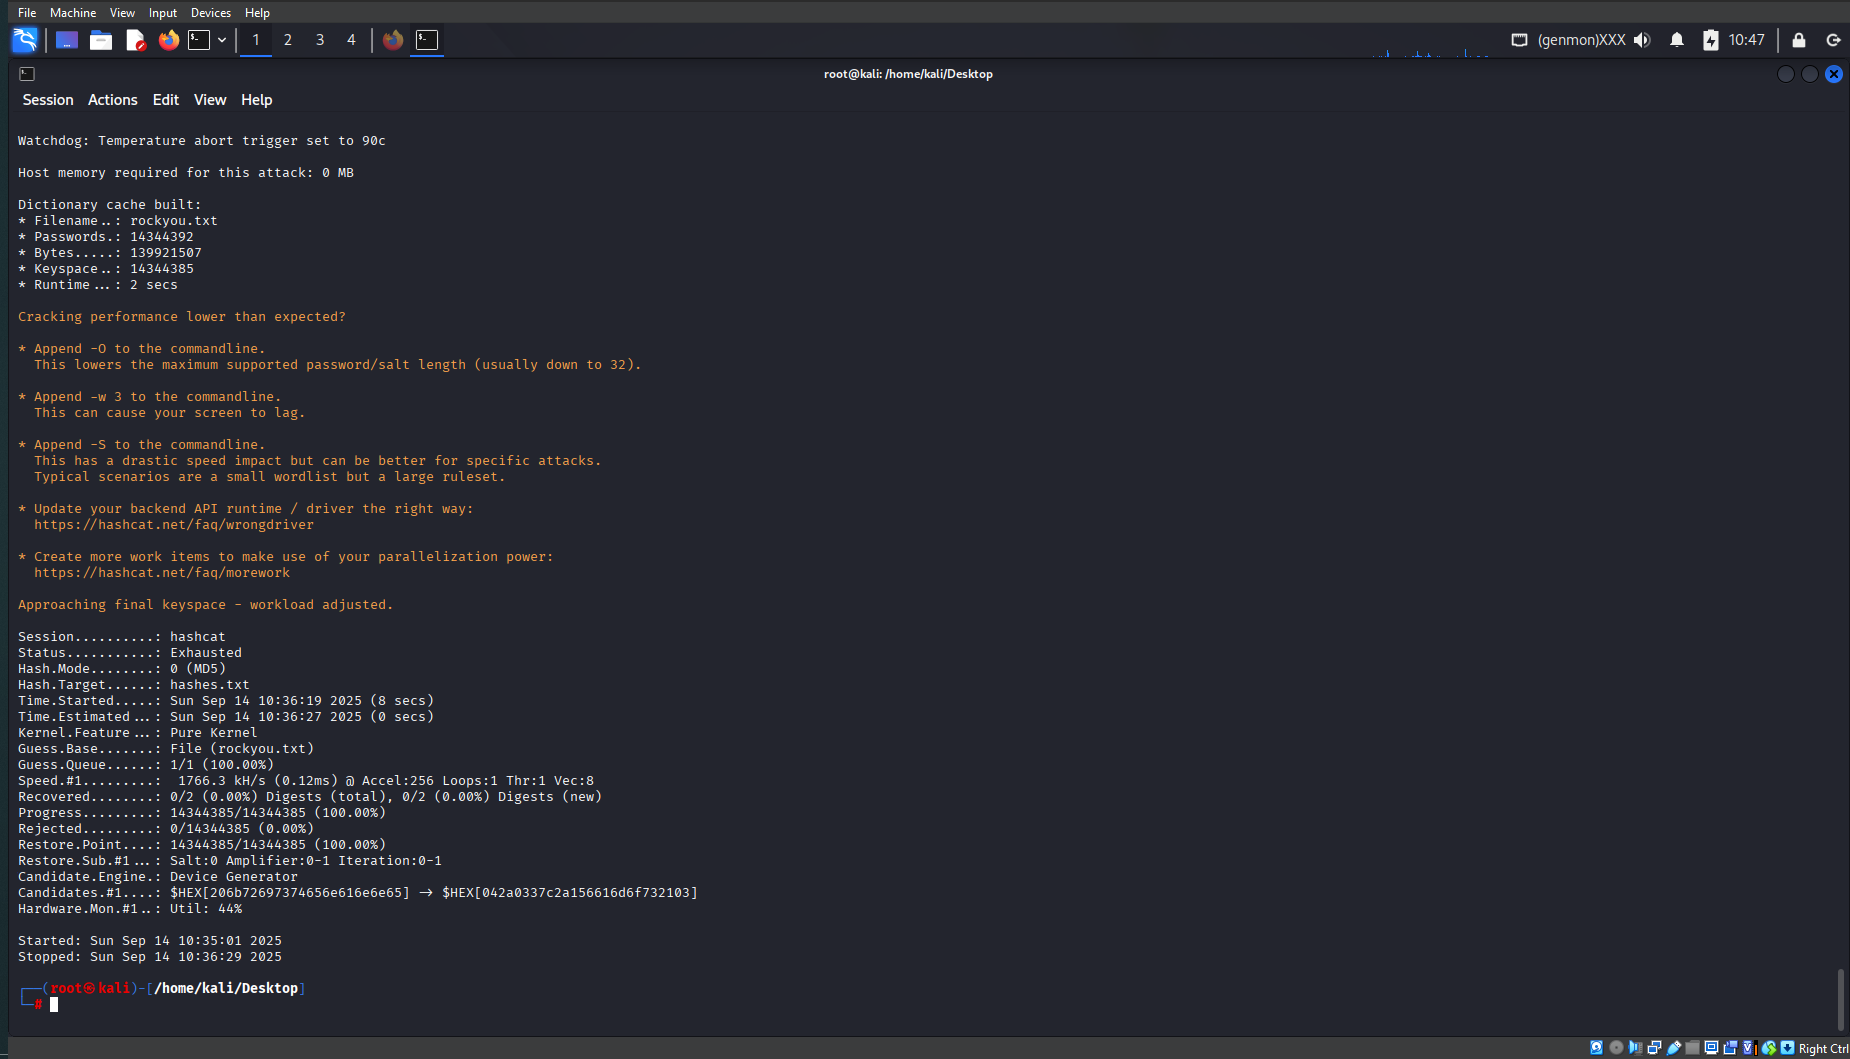 File Machine View Input Devices Help
1 2 3 4 (genmon)XXX 10:47
root@kali: /home/kali/Desktop
Session Actions Edit View Help
Watchdog: Temperature abort trigger set to 90c
Host memory required for this attack: 0 MB
Dictionary cache built:
* Filename..: rockyou.txt
* Passwords.: 14344392
* Bytes.....: 139921507
* Keyspace..: 14344385
* Runtime...: 2 secs
Cracking performance lower than expected?
* Append -O to the commandline.
This lowers the maximum supported password/salt length (usually down to 32).
* Append -w 3 to the commandline.
This can cause your screen to lag.
* Append -S to the commandline.
This has a drastic speed impact but can be better for specific attacks.
Typical scenarios are a small wordlist but a large ruleset.
* Update your backend API runtime / driver the right way:
https://hashcat.net/faq/wrongdriver
* Create more work items to make use of your parallelization power:
https://hashcat.net/faq/morework
Approaching final keyspace - workload adjusted.
Session..........: hashcat
Status...........: Exhausted
Hash.Mode........: 0 (MD5)
Hash.Target......: hashes.txt
Time.Started.....: Sun Sep 14 10:36:19 2025 (8 secs)
Time.Estimated...: Sun Sep 14 10:36:27 2025 (0 secs)
Kernel.Feature...: Pure Kernel
Guess.Base.......: File (rockyou.txt)
Guess.Queue......: 1/1 (100.00%)
Speed.#1.........: 1766.3 kH/s (0.12ms) @ Accel:256 Loops:1 Thr:1 Vec:8
Recovered........: 0/2 (0.00%) Digests (total), 0/2 (0.00%) Digests (new)
Progress.........: 14344385/14344385 (100.00%)
Rejected.........: 0/14344385 (0.00%)
Restore.Point....: 14344385/14344385 (100.00%)
Restore.Sub.#1...: Salt:0 Amplifier:0-1 Iteration:0-1
Candidate.Engine.: Device Generator
Candidates.#1....: $HEX[206b72697374656e616e6e65] -> $HEX[042a0337c2a156616d6f732103]
Hardware.Mon.#1..: Util: 44%
Started: Sun Sep 14 10:35:01 2025
Stopped: Sun Sep 14 10:36:29 2025
┌──(root㉿kali)-[/home/kali/Desktop]
└─#
Right Ctrl